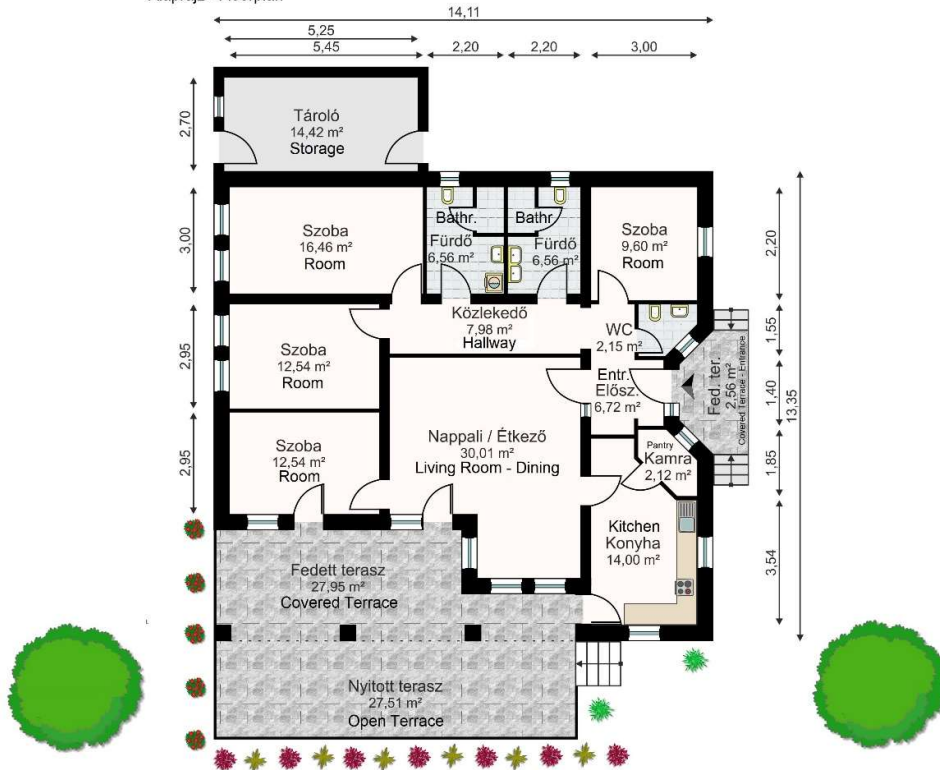 14,11
5,25
5,45
2,20
2,20
3,00
2,70
Tároló
14,42 m²
Storage
3,00
Szoba
16,46 m²
Room
Bathr.
Fürdő
6,56 m²
Bathr.
Fürdő
6,56 m²
Szoba
9,60 m²
Room
2,20
Közlekedő
7,98 m²
Hallway
WC
2,15 m²
1,55
2,95
Szoba
12,54 m²
Room
Entr.
Elősz.
6,72 m²
Fed. ter.
2,56 m²
Covered Terrace - Entrance
1,40
13,35
2,95
Szoba
12,54 m²
Room
Nappali / Étkező
30,01 m²
Living Room - Dining
Pantry
Kamra
2,12 m²
1,85
Kitchen
Konyha
14,00 m²
3,54
Fedett terasz
27,95 m²
Covered Terrace
Nyitott terasz
27,51 m²
Open Terrace